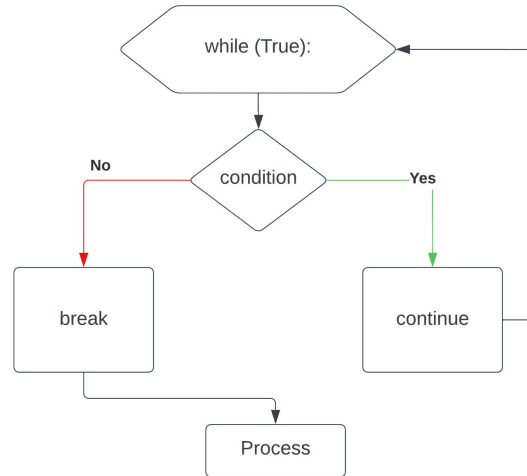 while (True):
condition
No
Yes
break
continue
Process